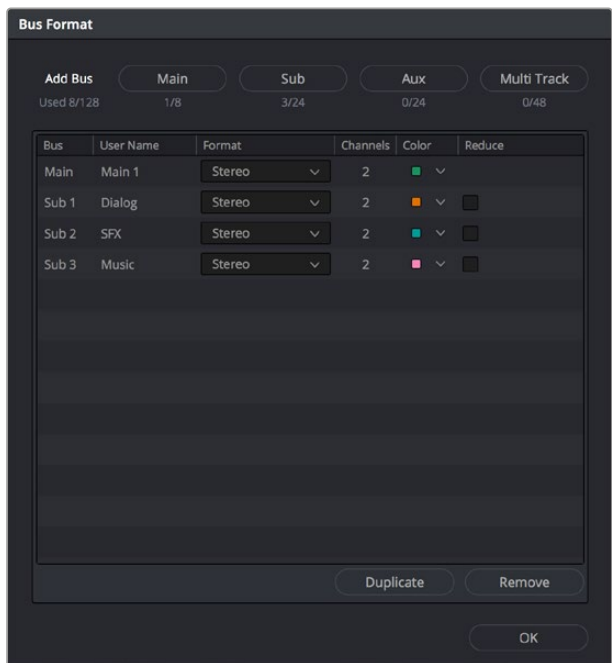 Bus Format
Add Bus Main Sub Aux Multi Track
Used 8/128 1/8 3/24 0/24 0/48
Bus User Name Format Channels Color Reduce
Main Main 1 Stereo 2
Sub 1 Dialog Stereo 2
Sub 2 SFX Stereo 2
Sub 3 Music Stereo 2
Duplicate Remove
OK